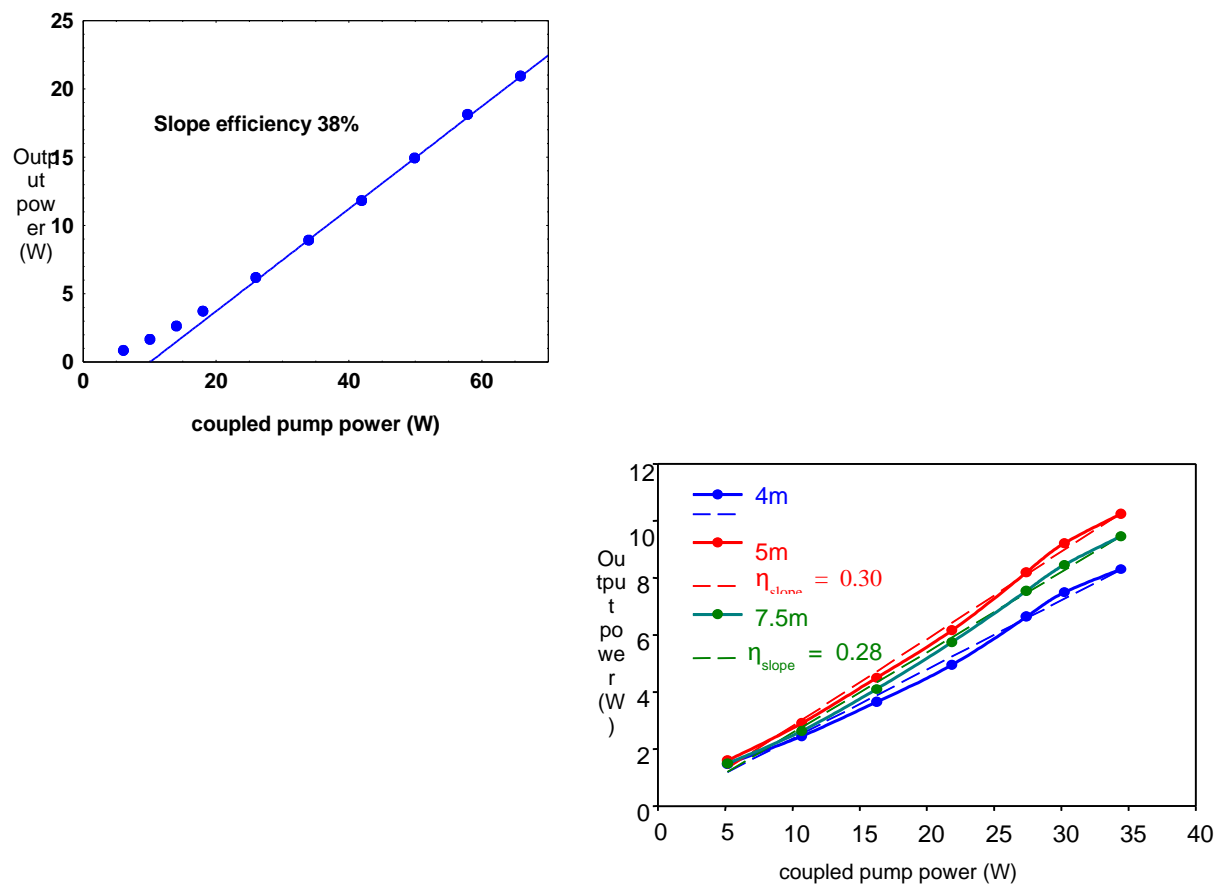 25
20
15
10
5
0
Slope efficiency 38%
Outp
ut
pow
er
(W)
0 20 40 60
coupled pump power (W)
12
10
8
6
4
2
0
4m
5m
ηslope = 0.30
7.5m
ηslope = 0.28
Ou
tpu
t
po
we
r
(W
)
0 5 10 15 20 25 30 35 40
coupled pump power (W)